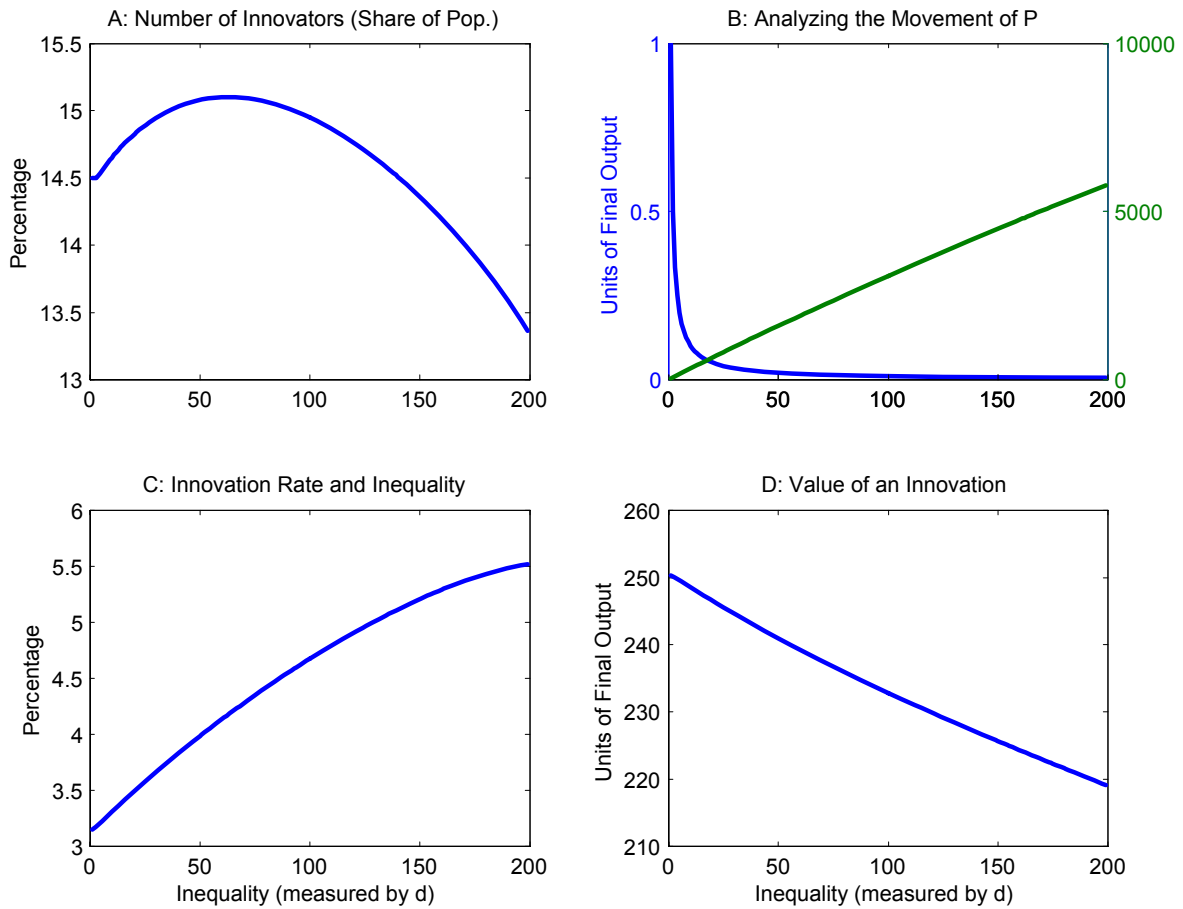 A: Number of Innovators (Share of Pop.)
15.5
15
14.5
14
13.5
13
Percentage
0 50 100 150 200
B: Analyzing the Movement of P
1
0.5
0
Units of Final Output
10000
5000
0
0 50 100 150 200
C: Innovation Rate and Inequality
6
5.5
5
4.5
4
3.5
3
Percentage
0 50 100 150 200
Inequality (measured by d)
D: Value of an Innovation
260
250
240
230
220
210
Units of Final Output
0 50 100 150 200
Inequality (measured by d)